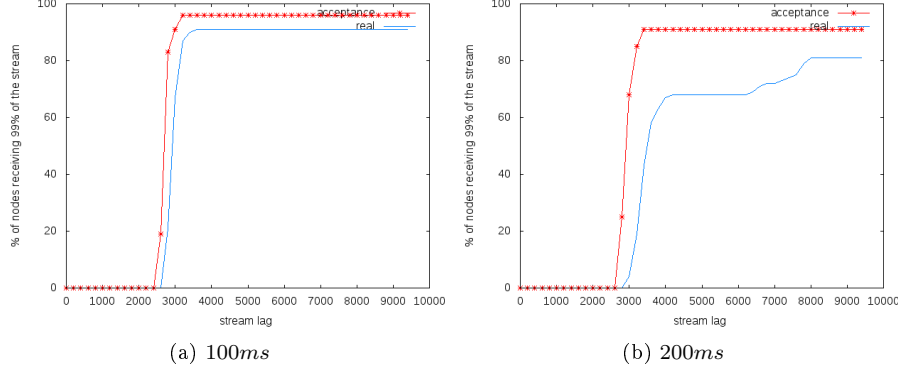 100
80
60
40
20
0
% of nodes receiving 99% of the stream
acceptance
real
0 1000 2000 3000 4000 5000 6000 7000 8000 9000 10000
stream lag
(a) 100ms
100
80
60
40
20
0
% of nodes receiving 99% of the stream
acceptance
real
0 1000 2000 3000 4000 5000 6000 7000 8000 9000 10000
stream lag
(b) 200ms